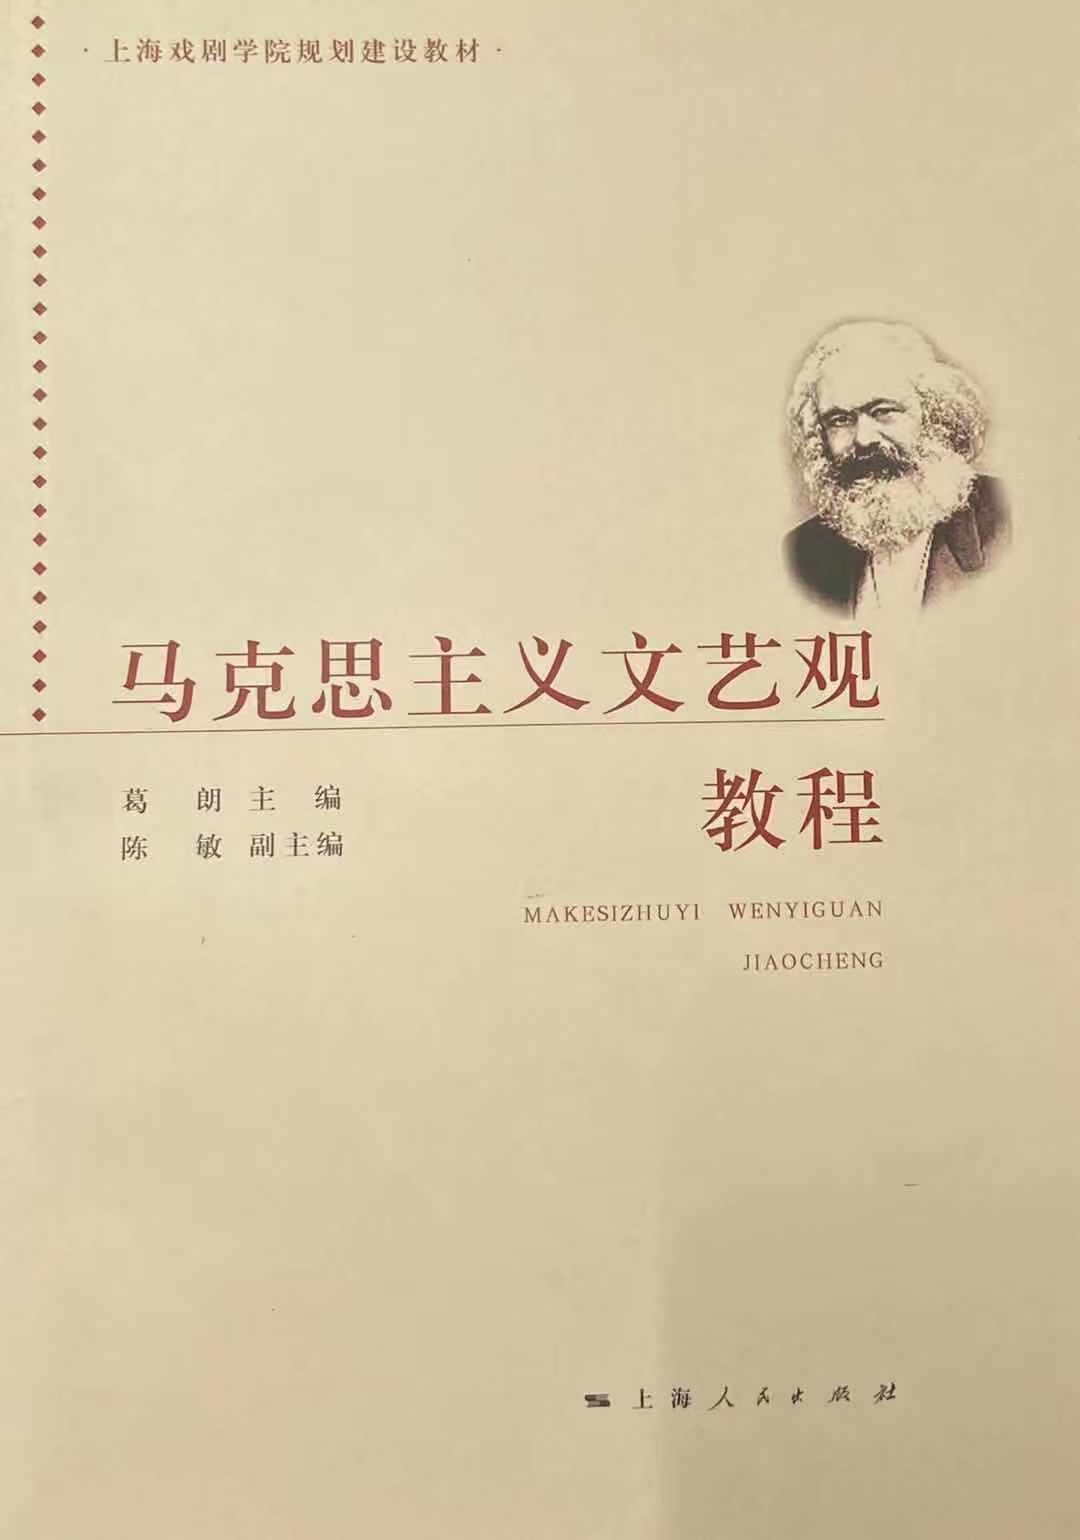 ·上海戏剧学院规划建设教材·
马克思主义文艺观
教程
葛 朗 主 编
陈 敏 副主编
MAKESIZHUYI WENYIGUAN
JIAOCHENG
上海人民出版社